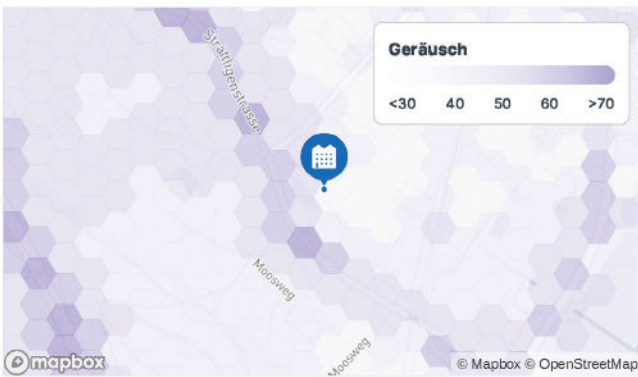 Strättligenstrasse
Geräusch
<30 40 50 60 >70
Moosweg
Moosweg
mapbox
© Mapbox © OpenStreetMap